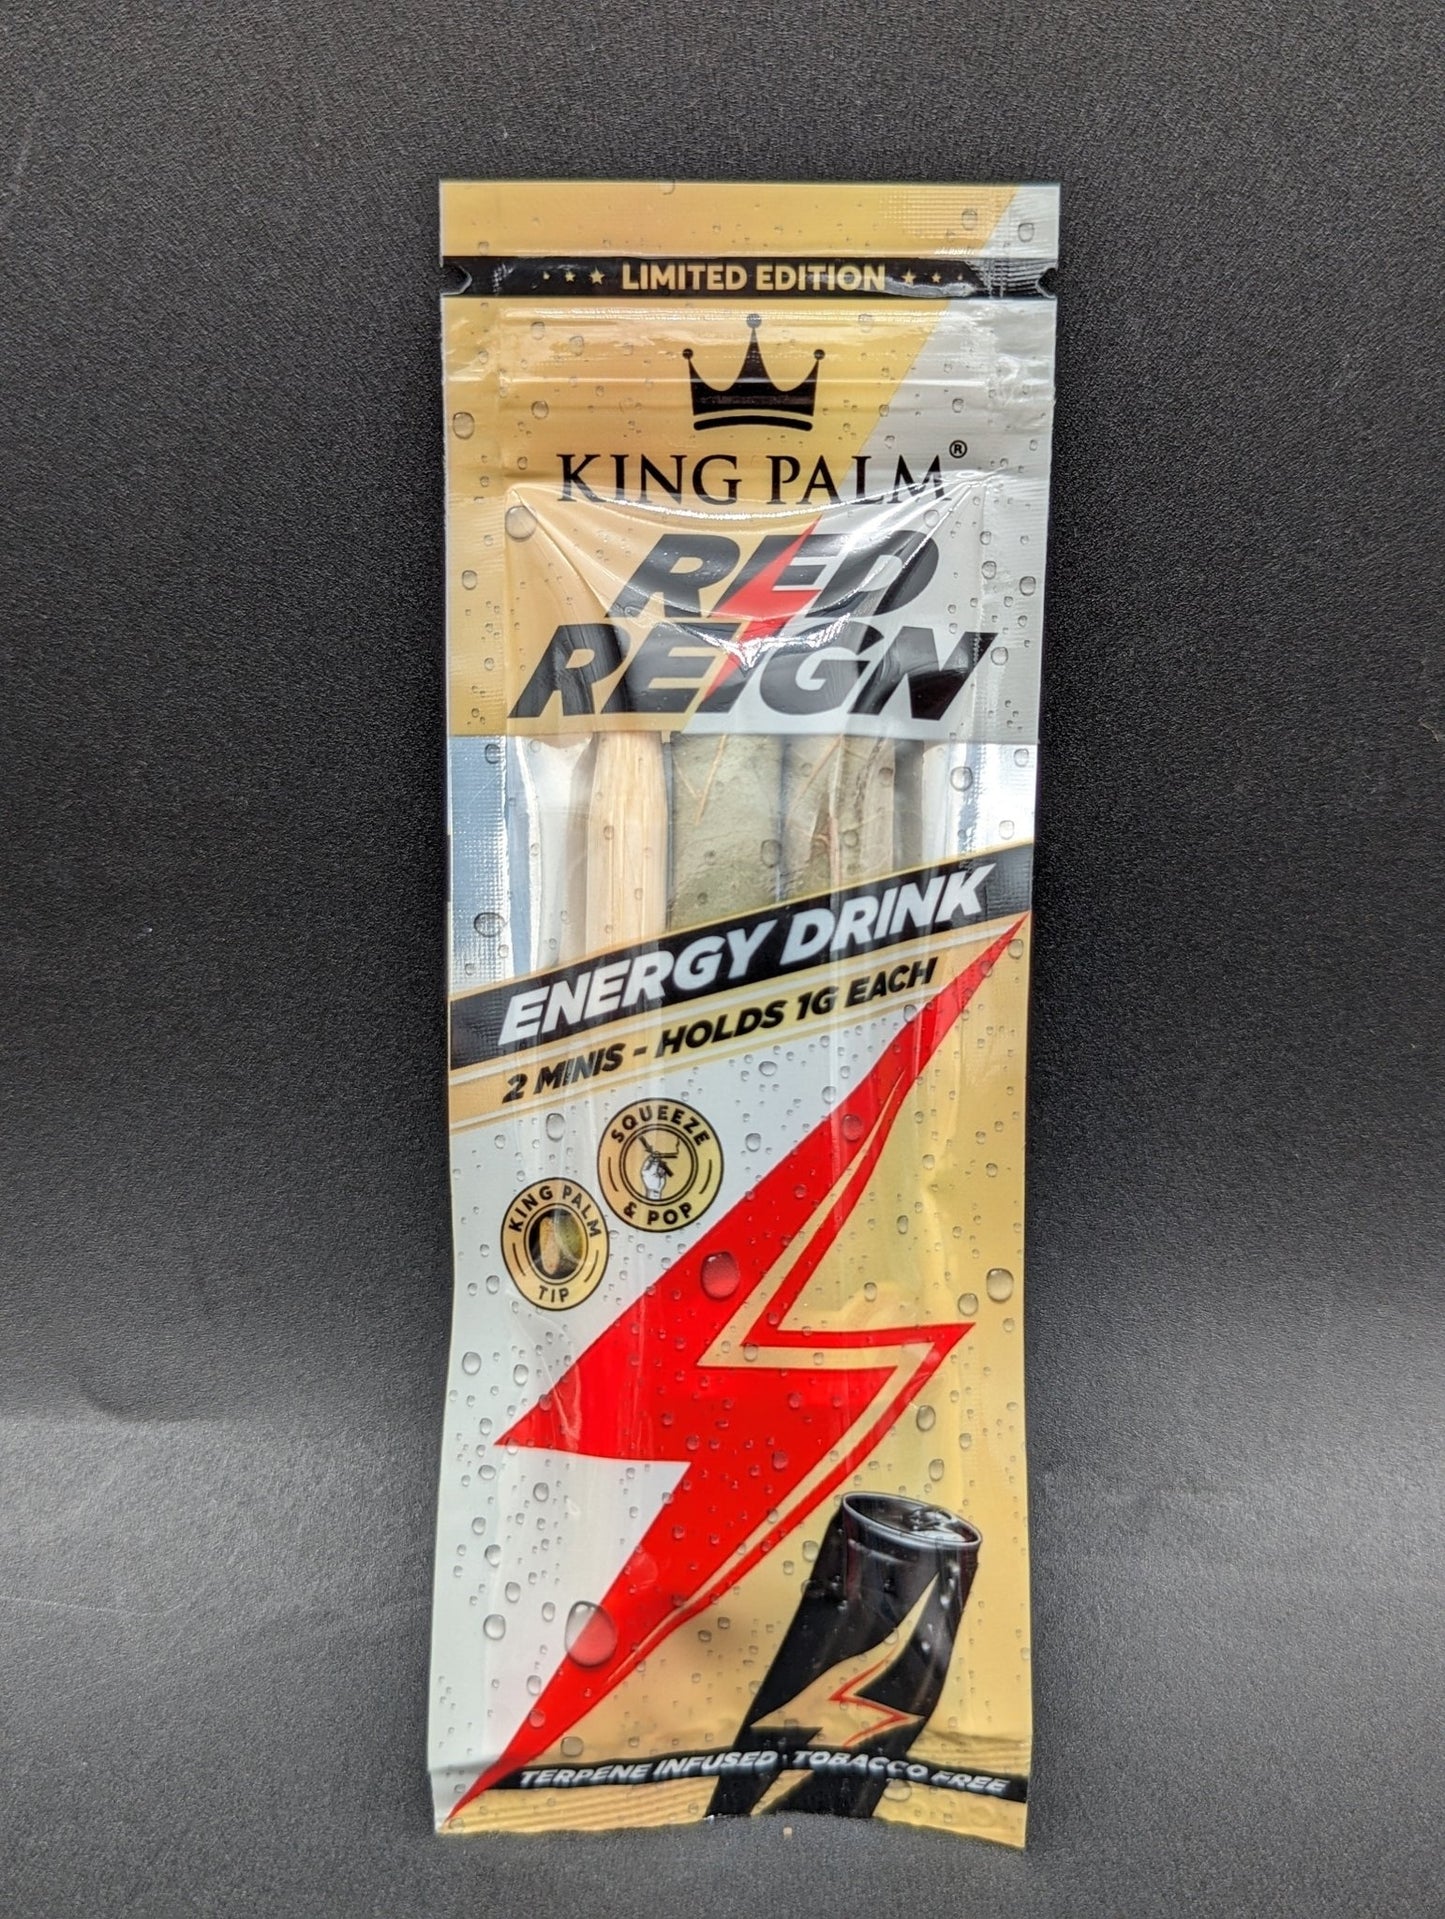 LIMITED EDITION
KING PALM®
RED
REIGN
ENERGY DRINK
2 MINIS - HOLDS 1G EACH
SQUEEZE
& POP
KING PALM
TIP
TERPENE INFUSED · TOBACCO FREE